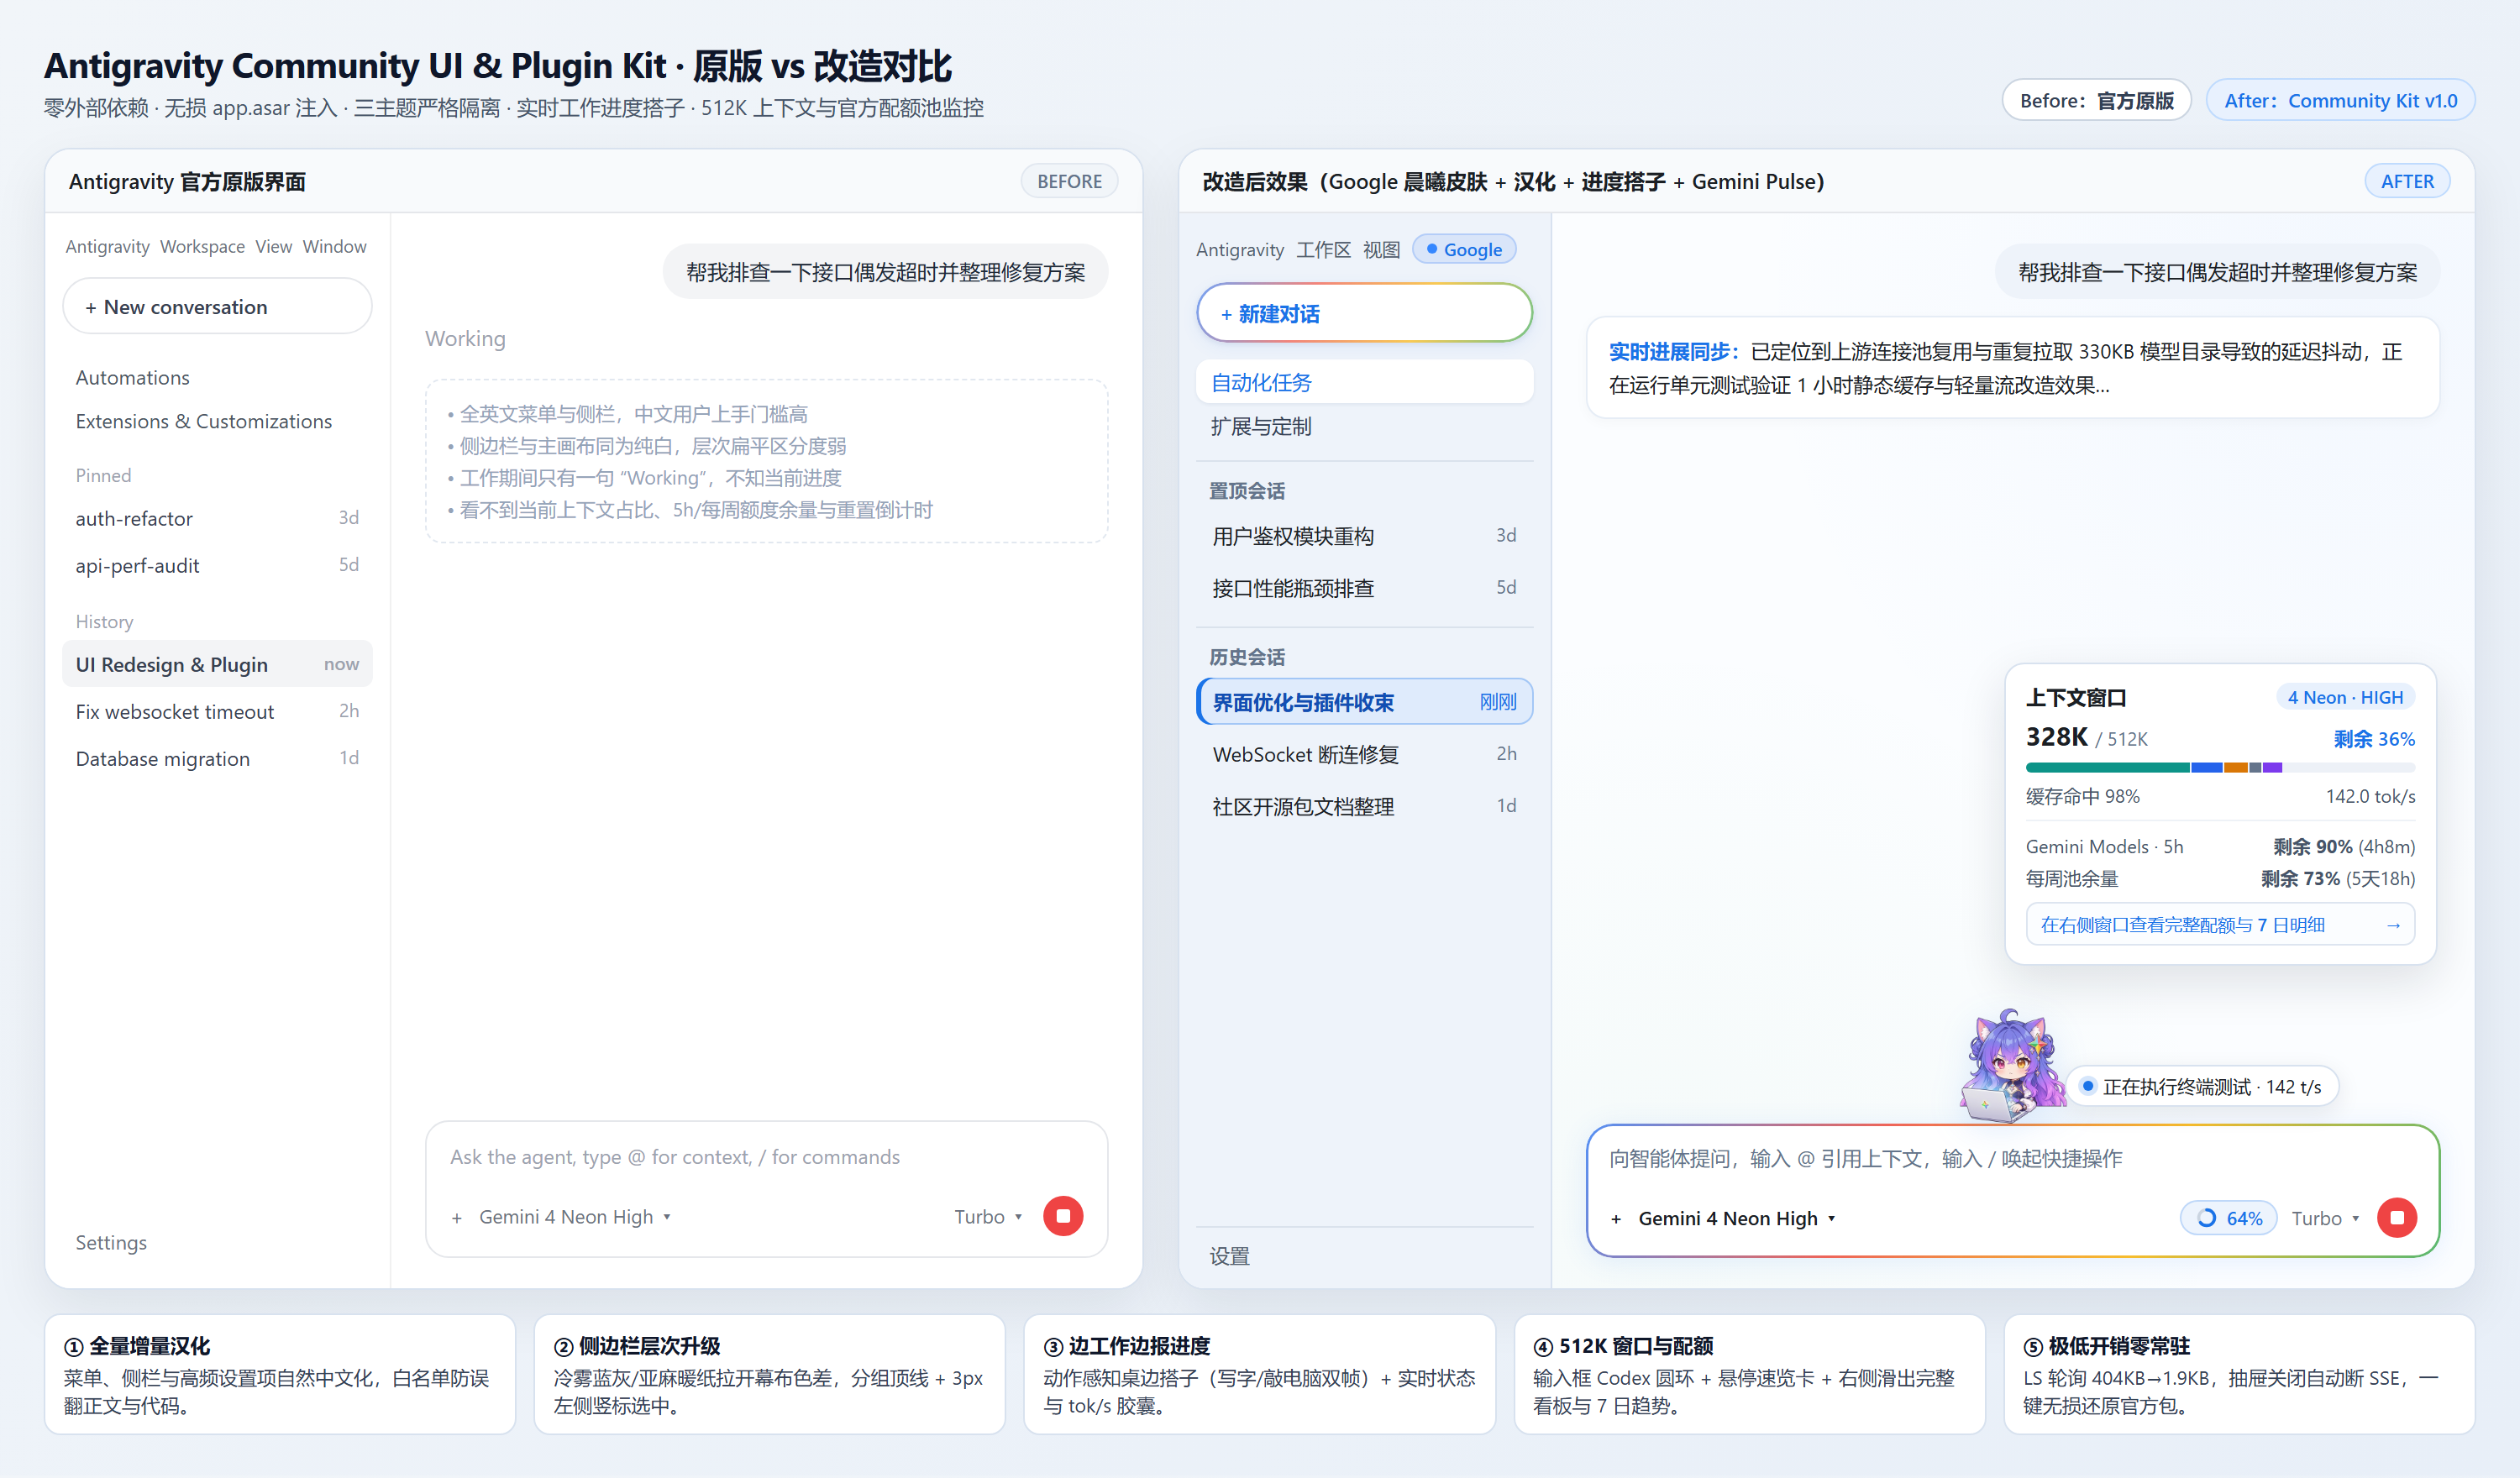 Antigravity Community UI & Plugin Kit · 原版 vs 改造对比
零外部依赖 · 无损 app.asar 注入 · 三主题严格隔离 · 实时工作进度搭子 · 512K 上下文与官方配额池监控
Before：官方原版
After：Community Kit v1.0
Antigravity 官方原版界面
BEFORE
Antigravity Workspace View Window
+ New conversation
Automations
Extensions & Customizations
Pinned
auth-refactor 3d
api-perf-audit 5d
History
UI Redesign & Plugin now
Fix websocket timeout 2h
Database migration 1d
Settings
帮我排查一下接口偶发超时并整理修复方案
Working
• 全英文菜单与侧栏，中文用户上手门槛高
• 侧边栏与主画布同为纯白，层次扁平区分度弱
• 工作期间只有一句 “Working”，不知当前进度
• 看不到当前上下文占比、5h/每周额度余量与重置倒计时
Ask the agent, type @ for context, / for commands
+ Gemini 4 Neon High ▾ Turbo ▾
改造后效果（Google 晨曦皮肤 + 汉化 + 进度搭子 + Gemini Pulse）
AFTER
Antigravity 工作区 视图 Google
+ 新建对话
自动化任务
扩展与定制
置顶会话
用户鉴权模块重构 3d
接口性能瓶颈排查 5d
历史会话
界面优化与插件收束 刚刚
WebSocket 断连修复 2h
社区开源包文档整理 1d
设置
帮我排查一下接口偶发超时并整理修复方案
实时进展同步：已定位到上游连接池复用与重复拉取 330KB 模型目录导致的延迟抖动，正
在运行单元测试验证 1 小时静态缓存与轻量流改造效果...
上下文窗口 4 Neon · HIGH
328K / 512K 剩余 36%
缓存命中 98% 142.0 tok/s
Gemini Models · 5h 剩余 90% (4h8m)
每周池余量 剩余 73% (5天18h)
在右侧窗口查看完整配额与 7 日明细 →
正在执行终端测试 · 142 t/s
向智能体提问，输入 @ 引用上下文，输入 / 唤起快捷操作
+ Gemini 4 Neon High ▾ 64% Turbo ▾
① 全量增量汉化
菜单、侧栏与高频设置项自然中文化，白名单防误
翻正文与代码。
② 侧边栏层次升级
冷雾蓝灰/亚麻暖纸拉开幕布色差，分组顶线 + 3px
左侧竖标选中。
③ 边工作边报进度
动作感知桌边搭子（写字/敲电脑双帧）+ 实时状态
与 tok/s 胶囊。
④ 512K 窗口与配额
输入框 Codex 圆环 + 悬停速览卡 + 右侧滑出完整
看板与 7 日趋势。
⑤ 极低开销零常驻
LS 轮询 404KB→1.9KB，抽屉关闭自动断 SSE，一
键无损还原官方包。